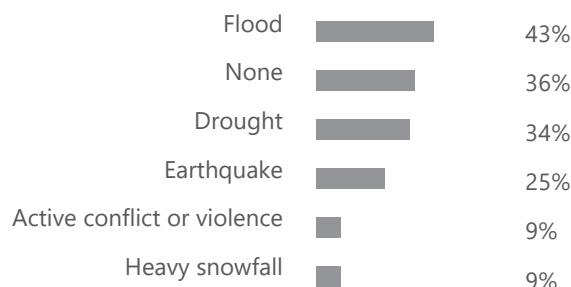 Flood 43%
None 36%
Drought 34%
Earthquake 25%
Active conflict or violence 9%
Heavy snowfall 9%